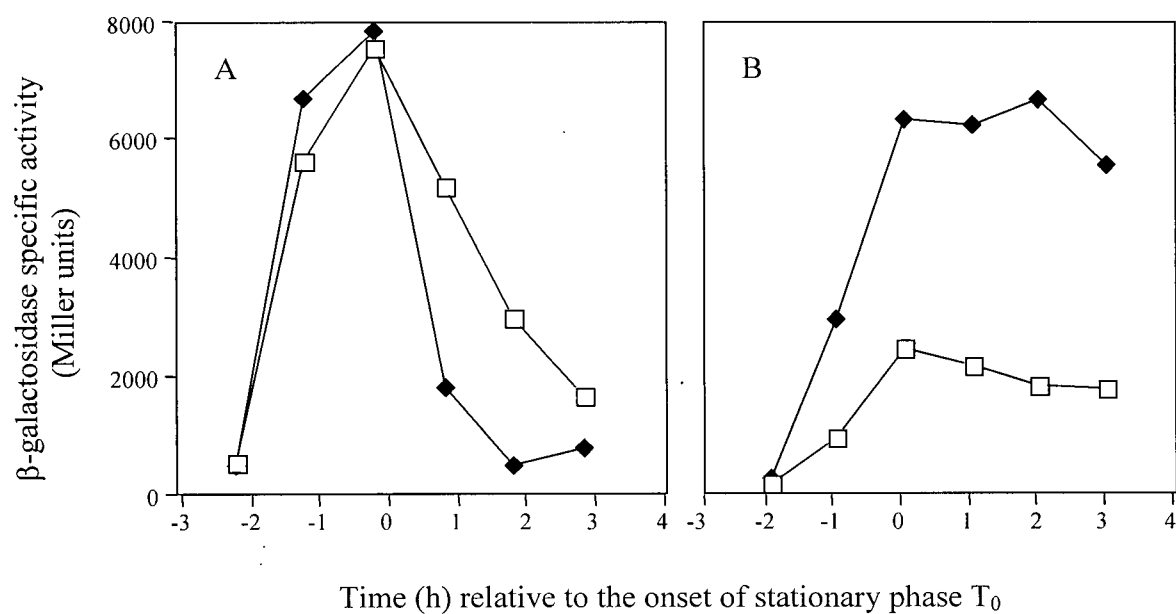 β-galactosidase specific activity
(Miller units)
8000
6000
4000
2000
0
A
-3 -2 -1 0 1 2 3 4
B
-3 -2 -1 0 1 2 3 4
Time (h) relative to the onset of stationary phase T₀